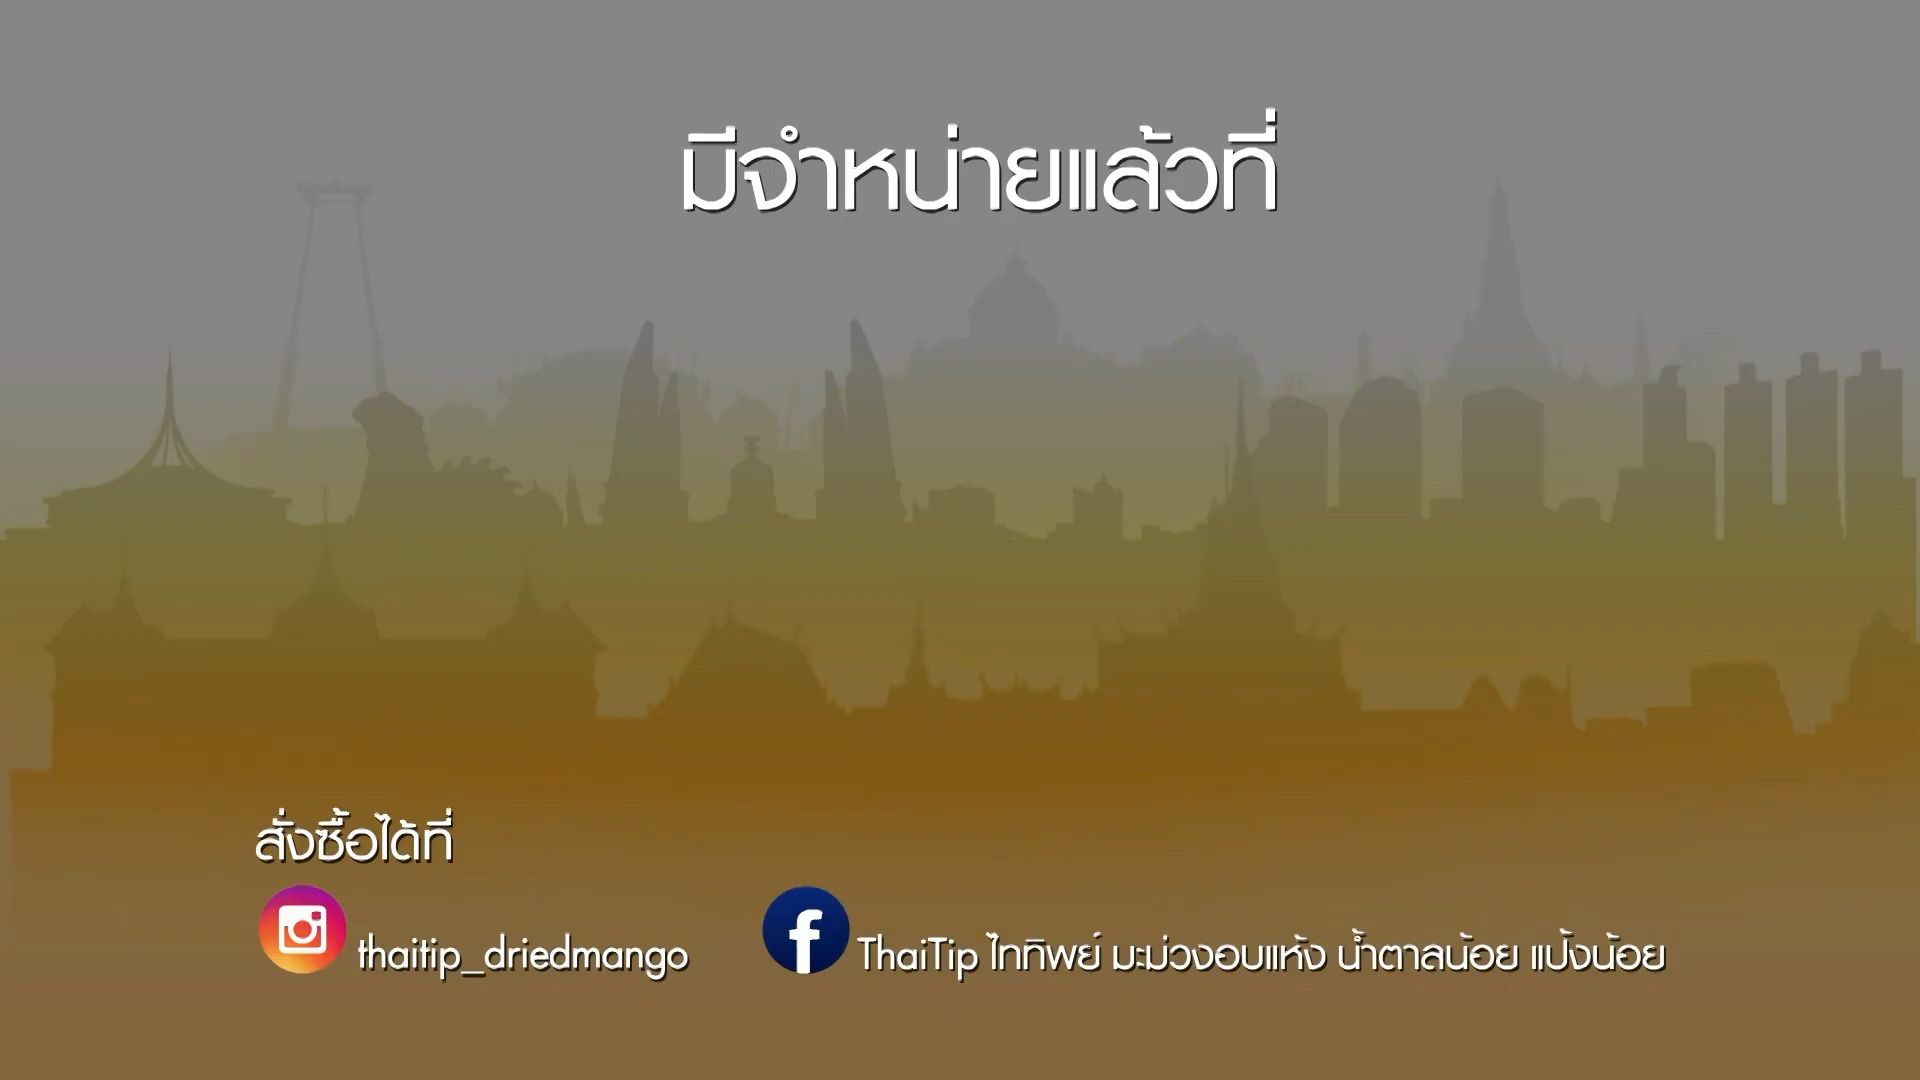 มีจำหน่ายแล้วที่
สั่งซื้อได้ที่
thaitip_driedmango
ThaiTip ไททิพย์ มะม่วงอบแห้ง น้ำตาลน้อย แป้งน้อย